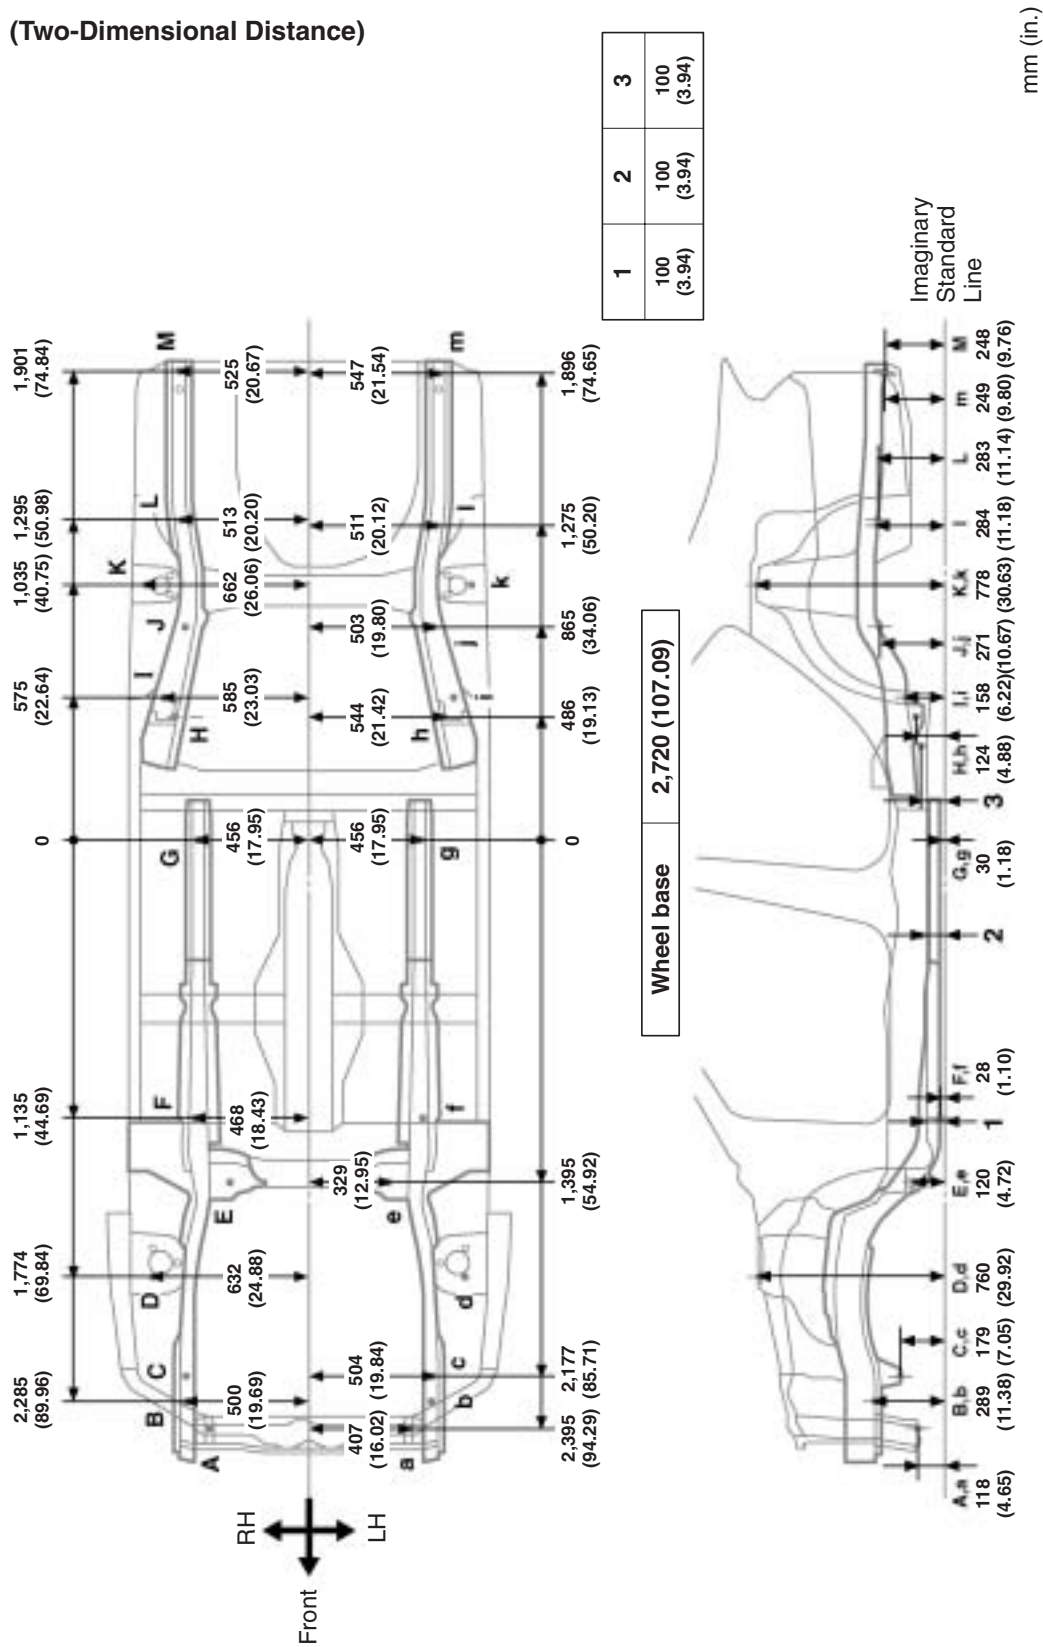 (Two-Dimensional Distance)
mm (in.)
1 2 3
100 100 100
(3.94) (3.94) (3.94)
2,285 1,774 1,135 0 575 1,035 1,295 1,901
(89.96) (69.84) (44.69) (22.64) (40.75) (50.98) (74.84)
A B C D E F G H I J K L M
500 632 468 456 585 662 513 525
(19.69) (24.88) (18.43) (17.95) (23.03) (26.06) (20.20) (20.67)
407 504 329 456 544 503 511 547
(16.02) (19.84) (12.95) (17.95) (21.42) (19.80) (20.12) (21.54)
a b c d e f g h i j k l m
2,395 2,177 1,395 0 486 865 1,275 1,896
(94.29) (85.71) (54.92) (19.13) (34.06) (50.20) (74.65)
Front
RH
LH
Wheel base 2,720 (107.09)
Imaginary
Standard
Line
1 2 3
A,a B,b C,c D,d E,e F,f G,g H,h I,i J,j K,k l L m M
118 289 179 760 120 28 30 124 158 271 778 284 283 249 248
(4.65) (11.38) (7.05) (29.92) (4.72) (1.10) (1.18) (4.88) (6.22) (10.67) (30.63) (11.18) (11.14) (9.80) (9.76)